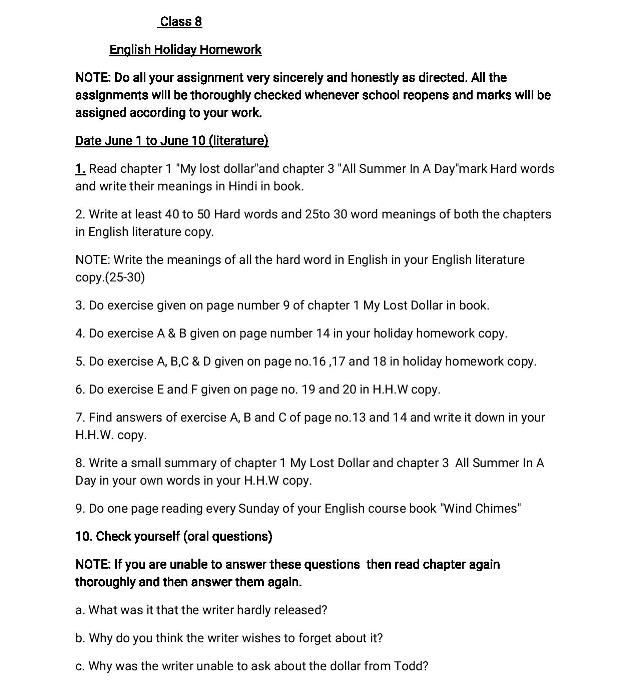 Class 8
English Holiday Homework
NOTE: Do all your assignment very sincerely and honestly as directed. All the
assignments will be thoroughly checked whenever school reopens and marks will be
assigned according to your work.
Date June 1 to June 10 (literature)
1. Read chapter 1 "My lost dollar"and chapter 3 "All Summer In A Day"mark Hard words
and write their meanings in Hindi in book.
2. Write at least 40 to 50 Hard words and 25to 30 word meanings of both the chapters
in English literature copy.
NOTE: Write the meanings of all the hard word in English in your English literature
copy.(25-30)
3. Do exercise given on page number 9 of chapter 1 My Lost Dollar in book.
4. Do exercise A & B given on page number 14 in your holiday homework copy.
5. Do exercise A, B,C & D given on page no.16 ,17 and 18 in holiday homework copy.
6. Do exercise E and F given on page no. 19 and 20 in H.H.W copy.
7. Find answers of exercise A, B and C of page no.13 and 14 and write it down in your
H.H.W. copy.
8. Write a small summary of chapter 1 My Lost Dollar and chapter 3 All Summer In A
Day in your own words in your H.H.W copy.
9. Do one page reading every Sunday of your English course book "Wind Chimes"
10. Check yourself (oral questions)
NOTE: If you are unable to answer these questions then read chapter again
thoroughly and then answer them again.
a. What was it that the writer hardly released?
b. Why do you think the writer wishes to forget about it?
c. Why was the writer unable to ask about the dollar from Todd?